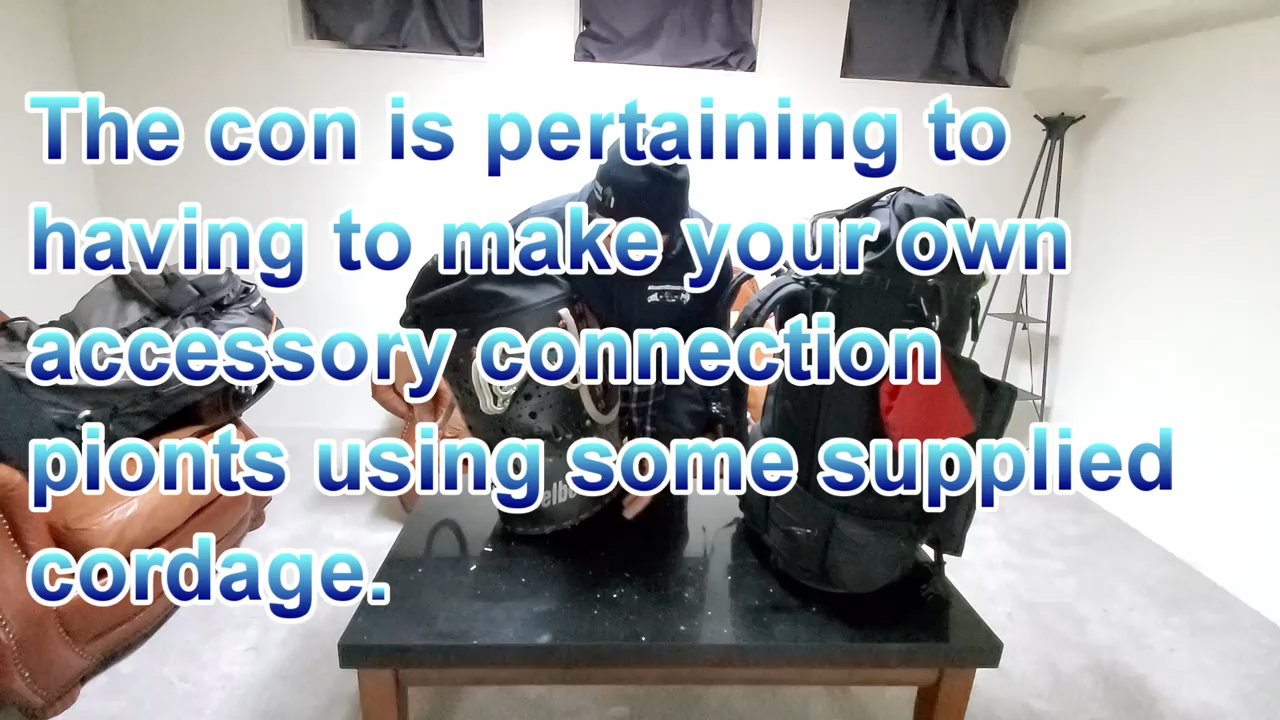 The con is pertaining to
having to make your own
accessory connection
pionts using some supplied
cordage.